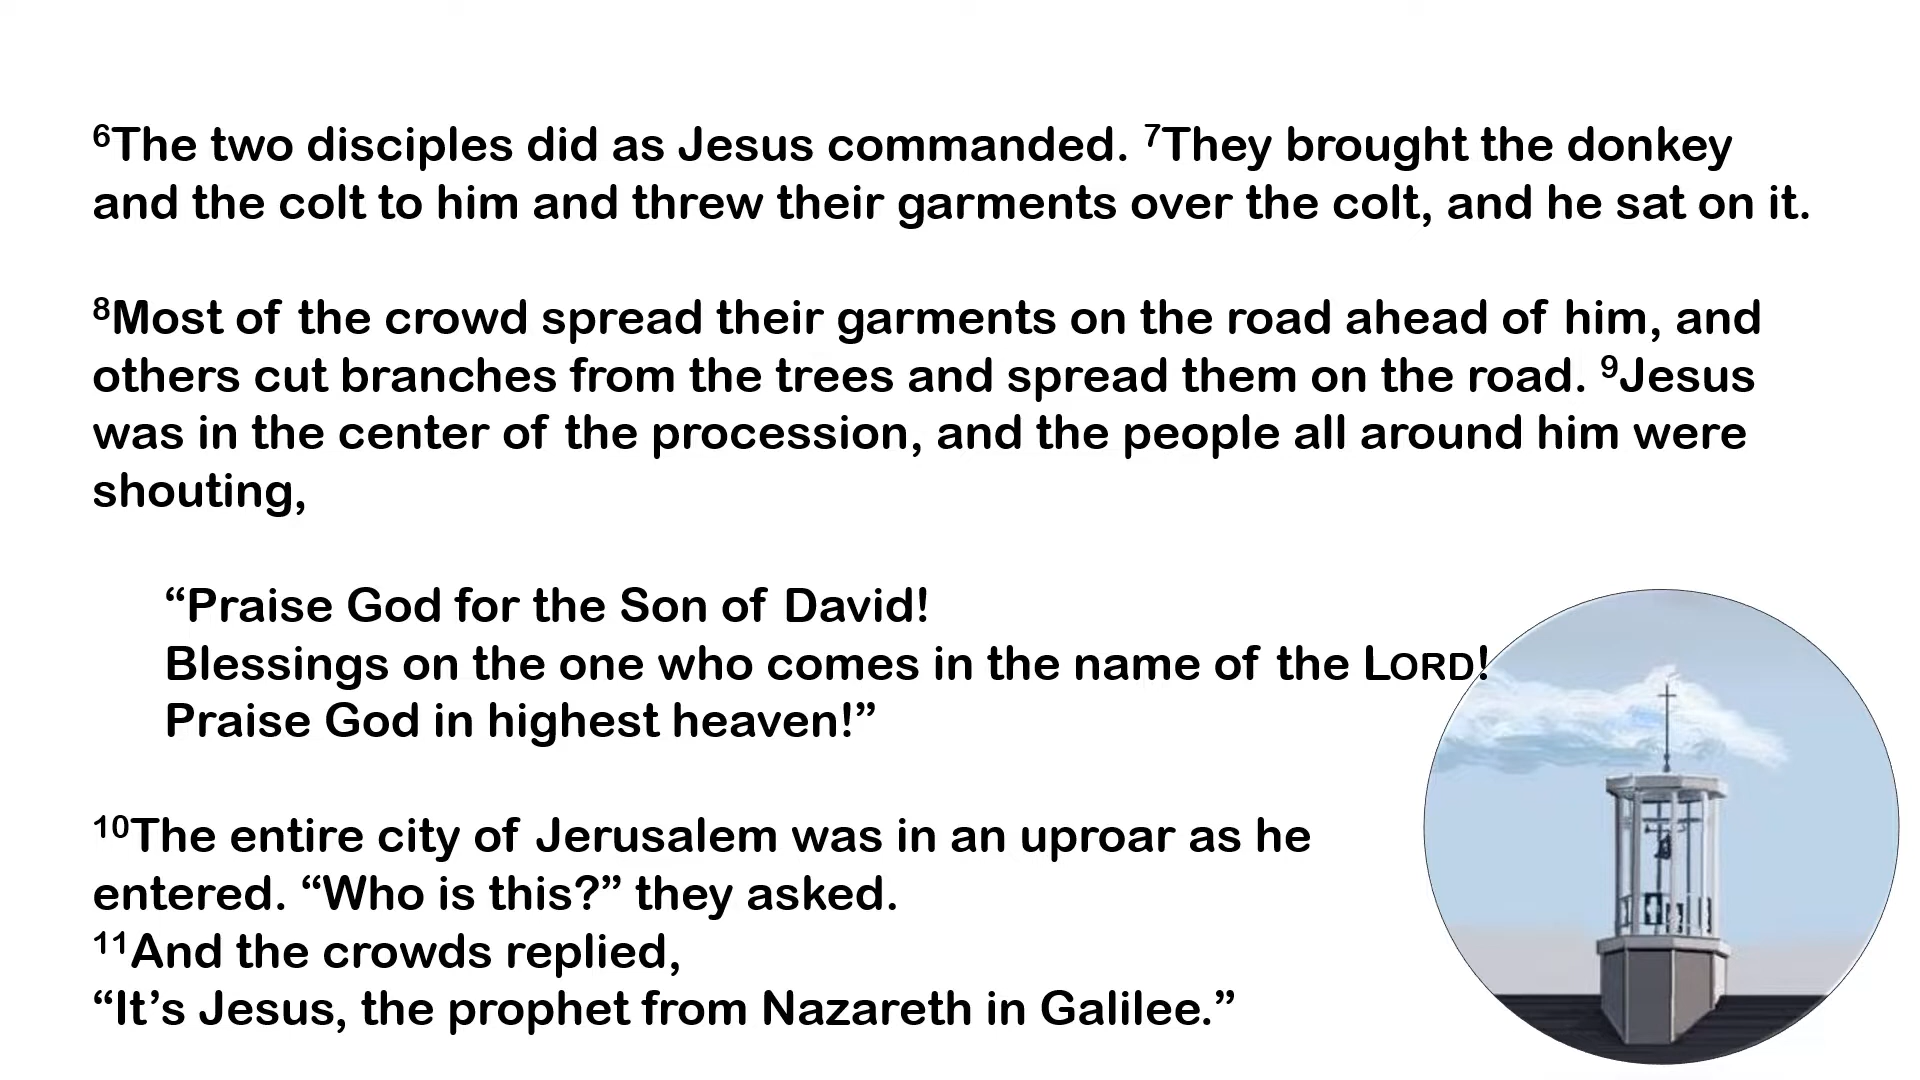 ⁶The two disciples did as Jesus commanded. ⁷They brought the donkey
and the colt to him and threw their garments over the colt, and he sat on it.
⁸Most of the crowd spread their garments on the road ahead of him, and
others cut branches from the trees and spread them on the road. ⁹Jesus
was in the center of the procession, and the people all around him were
shouting,
“Praise God for the Son of David!
Blessings on the one who comes in the name of the LORD!
Praise God in highest heaven!”
¹⁰The entire city of Jerusalem was in an uproar as he
entered. “Who is this?” they asked.
¹¹And the crowds replied,
“It’s Jesus, the prophet from Nazareth in Galilee.”